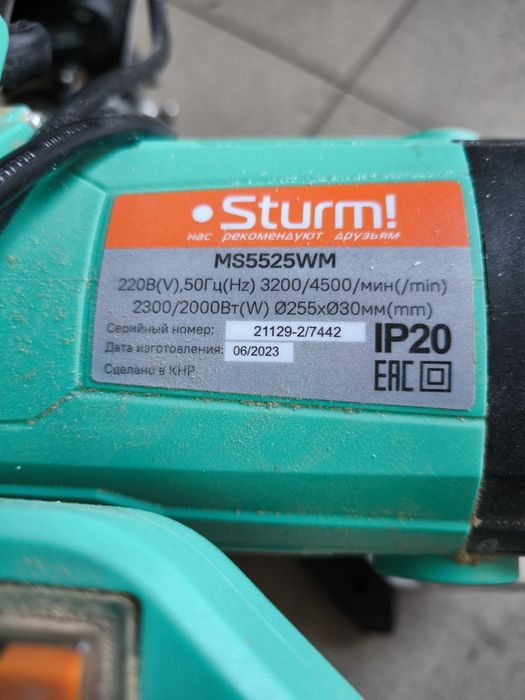 Sturm!
нас рекомендуют друзьям
MS5525WM
220В(V),50Гц(Hz) 3200/4500/мин(/min)
2300/2000Вт(W) Ø255xØ30мм(mm)
Серийный номер: 21129-2/7442
Дата изготовления: 06/2023
IP20
Сделано в КНР
EAC